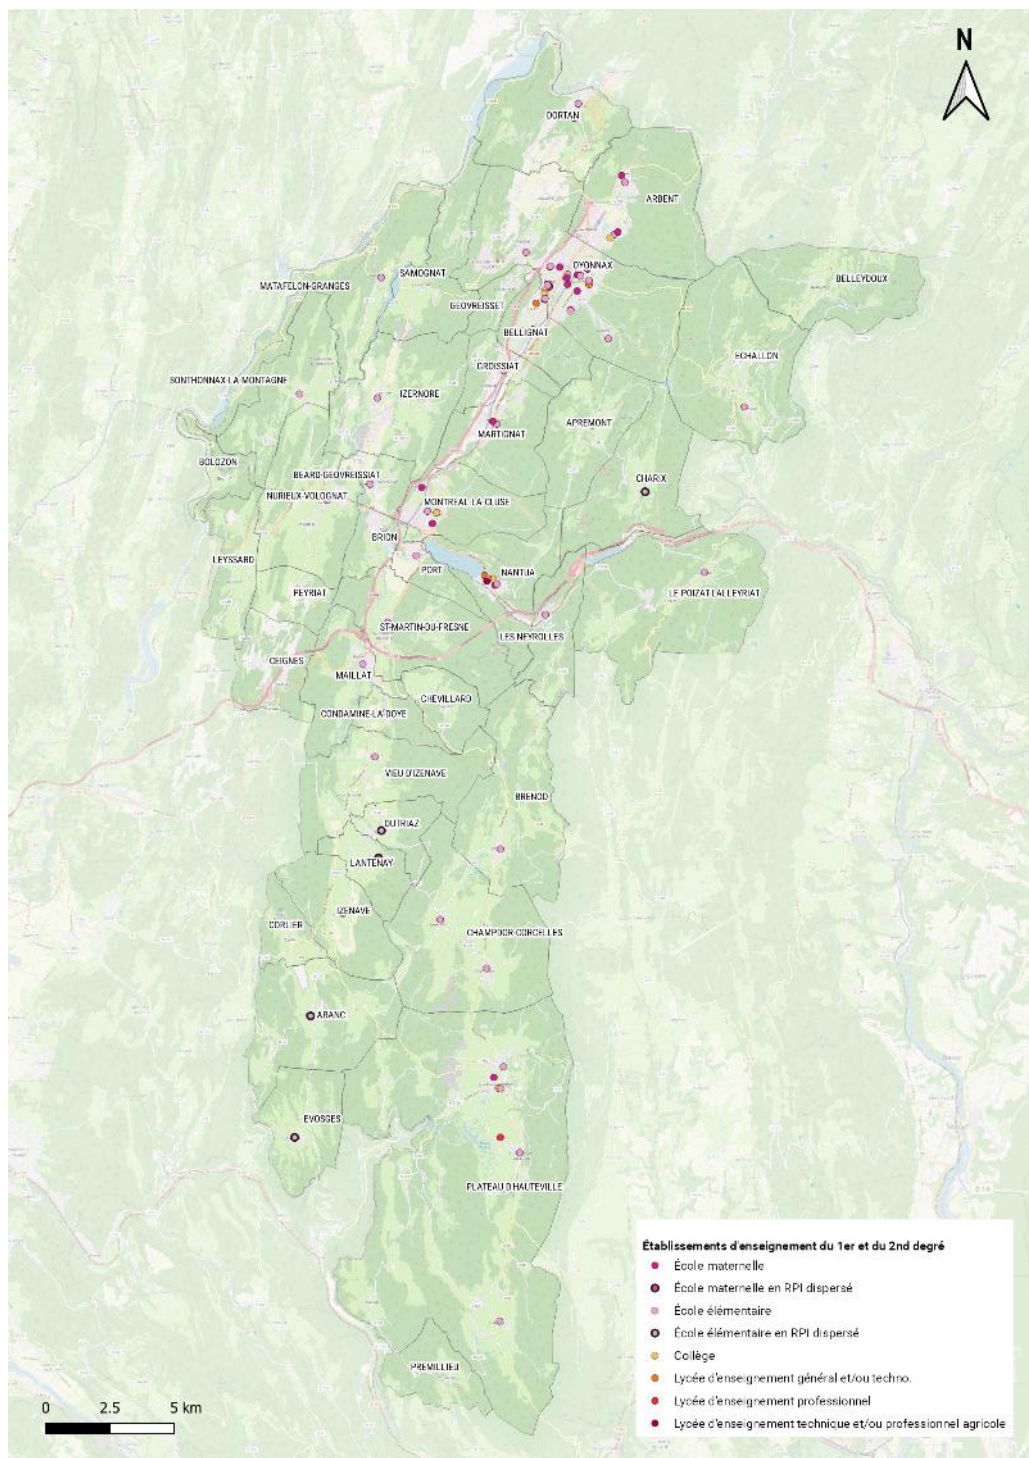 N
DORTAN
ARBENT
OYONNAX
SAMOGNAT
BELLEYDOUX
MATAFELON-GRANGES
GEOVREISSET
BELLIGNAT
ECHALLON
GROISSIAT
SONTHONNAX-LA-MONTAGNE
IZERNORE
APREMONT
MARTIGNAT
BOLOZON
BEARD-GEOVREISSIAT
CHARIX
NURIEUX-VOLOGNAT
MONTREAL-LA-CLUSE
BRION
LEYSSARD
PORT
NANTUA
PEYRIAT
LE POIZAT-LALLEYRIAT
ST-MARTIN-DU-FRESNE
LES NEYROLLES
CEIGNES
MAILLAT
CHEVILLARD
CONDAMINE-LA-DOYE
VIEU D'IZENAVE
BRENOD
OUTRIAZ
LANTENAY
IZENAVE
CORLIER
CHAMPDOR-CORCELLES
ARANC
EVOSGES
PLATEAU D'HAUTEVILLE
PREMILLIEU
Établissements d'enseignement du 1er et du 2nd degré
École maternelle
École maternelle en RPI dispersé
École élémentaire
École élémentaire en RPI dispersé
Collège
Lycée d'enseignement général et/ou techno.
Lycée d'enseignement professionnel
Lycée d'enseignement technique et/ou professionnel agricole
0 2.5 5 km